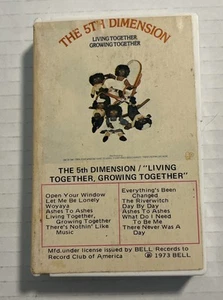 THE 5TH DIMENSION
LIVING TOGETHER
GROWING TOGETHER
THE 5th DIMENSION / "LIVING
TOGETHER, GROWING TOGETHER"
Open Your Window
Let Me Be Lonely
Woyaya
Ashes To Ashes
Living Together,
Growing Together
There's Nothin' Like
Music
Everything's Been
Changed
The Riverwitch
Day By Day
Ashes To Ashes
What Do I Need
To Be Me
There Never Was A
Day
Mfd. under license issued by BELL Records to
Record Club of America Ⓟ 1973 BELL